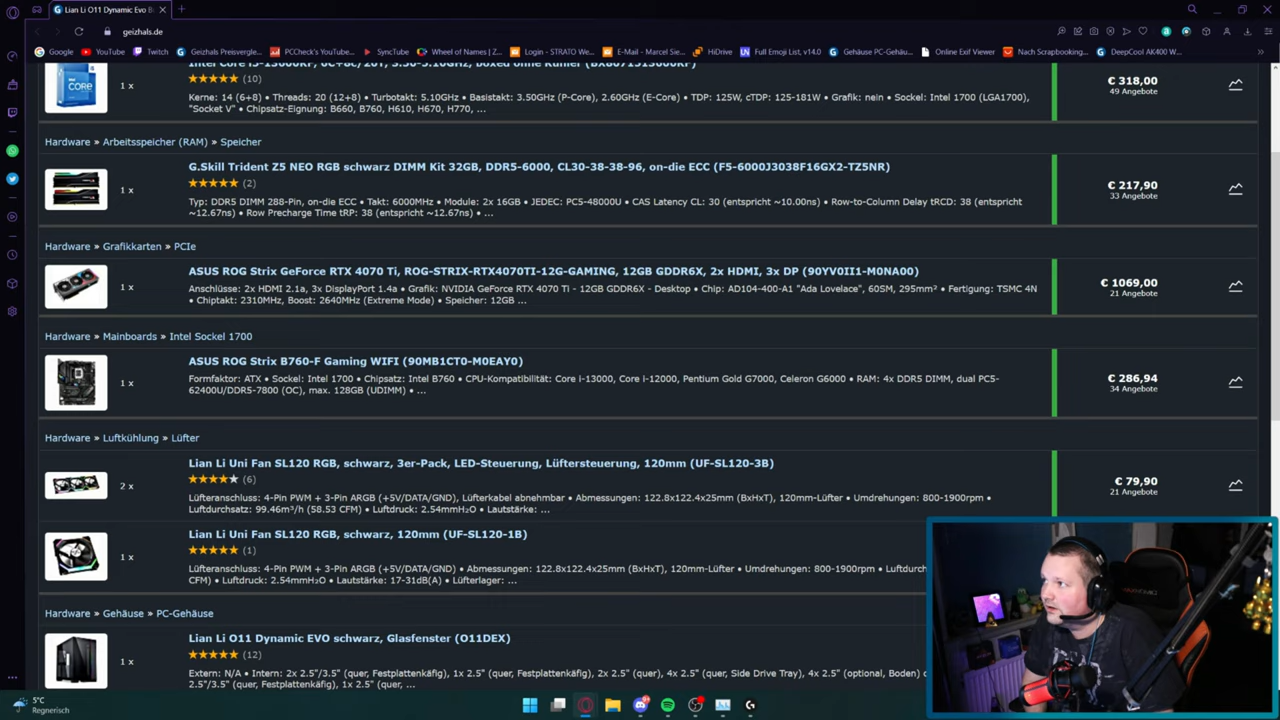 Lian Li O11 Dynamic Evo B
geizhals.de
Google
YouTube
Twitch
Geizhals Preisvergle...
PCCheck's YouTube...
SyncTube
Wheel of Names | Z...
Login - STRATO We...
E-Mail - Marcel Sie...
HiDrive
Full Emoji List, v14.0
Gehäuse PC-Gehäu...
Online Exif Viewer
Nach Scrapbooking...
DeepCool AK400 W...
(10)
1 x
€ 318,00
49 Angebote
Kerne: 14 (6+8) • Threads: 20 (12+8) • Turbotakt: 5.10GHz • Basistakt: 3.50GHz (P-Core), 2.60GHz (E-Core) • TDP: 125W, cTDP: 125-181W • Grafik: nein • Sockel: Intel 1700 (LGA1700),
"Socket V" • Chipsatz-Eignung: B660, B760, H610, H670, H770, ...
Hardware » Arbeitsspeicher (RAM) » Speicher
G.Skill Trident Z5 NEO RGB schwarz DIMM Kit 32GB, DDR5-6000, CL30-38-38-96, on-die ECC (F5-6000J3038F16GX2-TZ5NR)
(2)
1 x
€ 217,90
33 Angebote
Typ: DDR5 DIMM 288-Pin, on-die ECC • Takt: 6000MHz • Module: 2x 16GB • JEDEC: PC5-48000U • CAS Latency CL: 30 (entspricht ~10.00ns) • Row-to-Column Delay tRCD: 38 (entspricht
~12.67ns) • Row Precharge Time tRP: 38 (entspricht ~12.67ns) • ...
Hardware » Grafikkarten » PCIe
ASUS ROG Strix GeForce RTX 4070 Ti, ROG-STRIX-RTX4070TI-12G-GAMING, 12GB GDDR6X, 2x HDMI, 3x DP (90YV0II1-M0NA00)
1 x
€ 1069,00
21 Angebote
Anschlüsse: 2x HDMI 2.1a, 3x DisplayPort 1.4a • Grafik: NVIDIA GeForce RTX 4070 Ti - 12GB GDDR6X - Desktop • Chip: AD104-400-A1 "Ada Lovelace", 60SM, 295mm² • Fertigung: TSMC 4N
• Chiptakt: 2310MHz, Boost: 2640MHz (Extreme Mode) • Speicher: 12GB ...
Hardware » Mainboards » Intel Sockel 1700
ASUS ROG Strix B760-F Gaming WIFI (90MB1CT0-M0EAY0)
1 x
€ 286,94
34 Angebote
Formfaktor: ATX • Sockel: Intel 1700 • Chipsatz: Intel B760 • CPU-Kompatibilität: Core i-13000, Core i-12000, Pentium Gold G7000, Celeron G6000 • RAM: 4x DDR5 DIMM, dual PC5-
62400U/DDR5-7800 (OC), max. 128GB (UDIMM) • ...
Hardware » Luftkühlung » Lüfter
Lian Li Uni Fan SL120 RGB, schwarz, 3er-Pack, LED-Steuerung, Lüftersteuerung, 120mm (UF-SL120-3B)
(6)
2 x
€ 79,90
21 Angebote
Lüfteranschluss: 4-Pin PWM + 3-Pin ARGB (+5V/DATA/GND), Lüfterkabel abnehmbar • Abmessungen: 122.8x122.4x25mm (BxHxT), 120mm-Lüfter • Umdrehungen: 800-1900rpm •
Luftdurchsatz: 99.46m³/h (58.53 CFM) • Luftdruck: 2.54mmH₂O • Lautstärke: ...
Lian Li Uni Fan SL120 RGB, schwarz, 120mm (UF-SL120-1B)
(1)
1 x
Lüfteranschluss: 4-Pin PWM + 3-Pin ARGB (+5V/DATA/GND) • Abmessungen: 122.8x122.4x25mm (BxHxT), 120mm-Lüfter • Umdrehungen: 800-1900rpm • Luftdurc
CFM) • Luftdruck: 2.54mmH₂O • Lautstärke: 17-31dB(A) • Lüfterlager: ...
Hardware » Gehäuse » PC-Gehäuse
Lian Li O11 Dynamic EVO schwarz, Glasfenster (O11DEX)
(12)
1 x
Extern: N/A • Intern: 2x 2.5"/3.5" (quer, Festplattenkäfig), 1x 2.5" (quer, Festplattenkäfig), 2x 2.5" (quer), 4x 2.5" (quer, Side Drive Tray), 4x 2.5" (optional, Boden)
2.5"/3.5" (quer, Festplattenkäfig), 1x 2.5" (quer, ...
5°C
Regnerisch